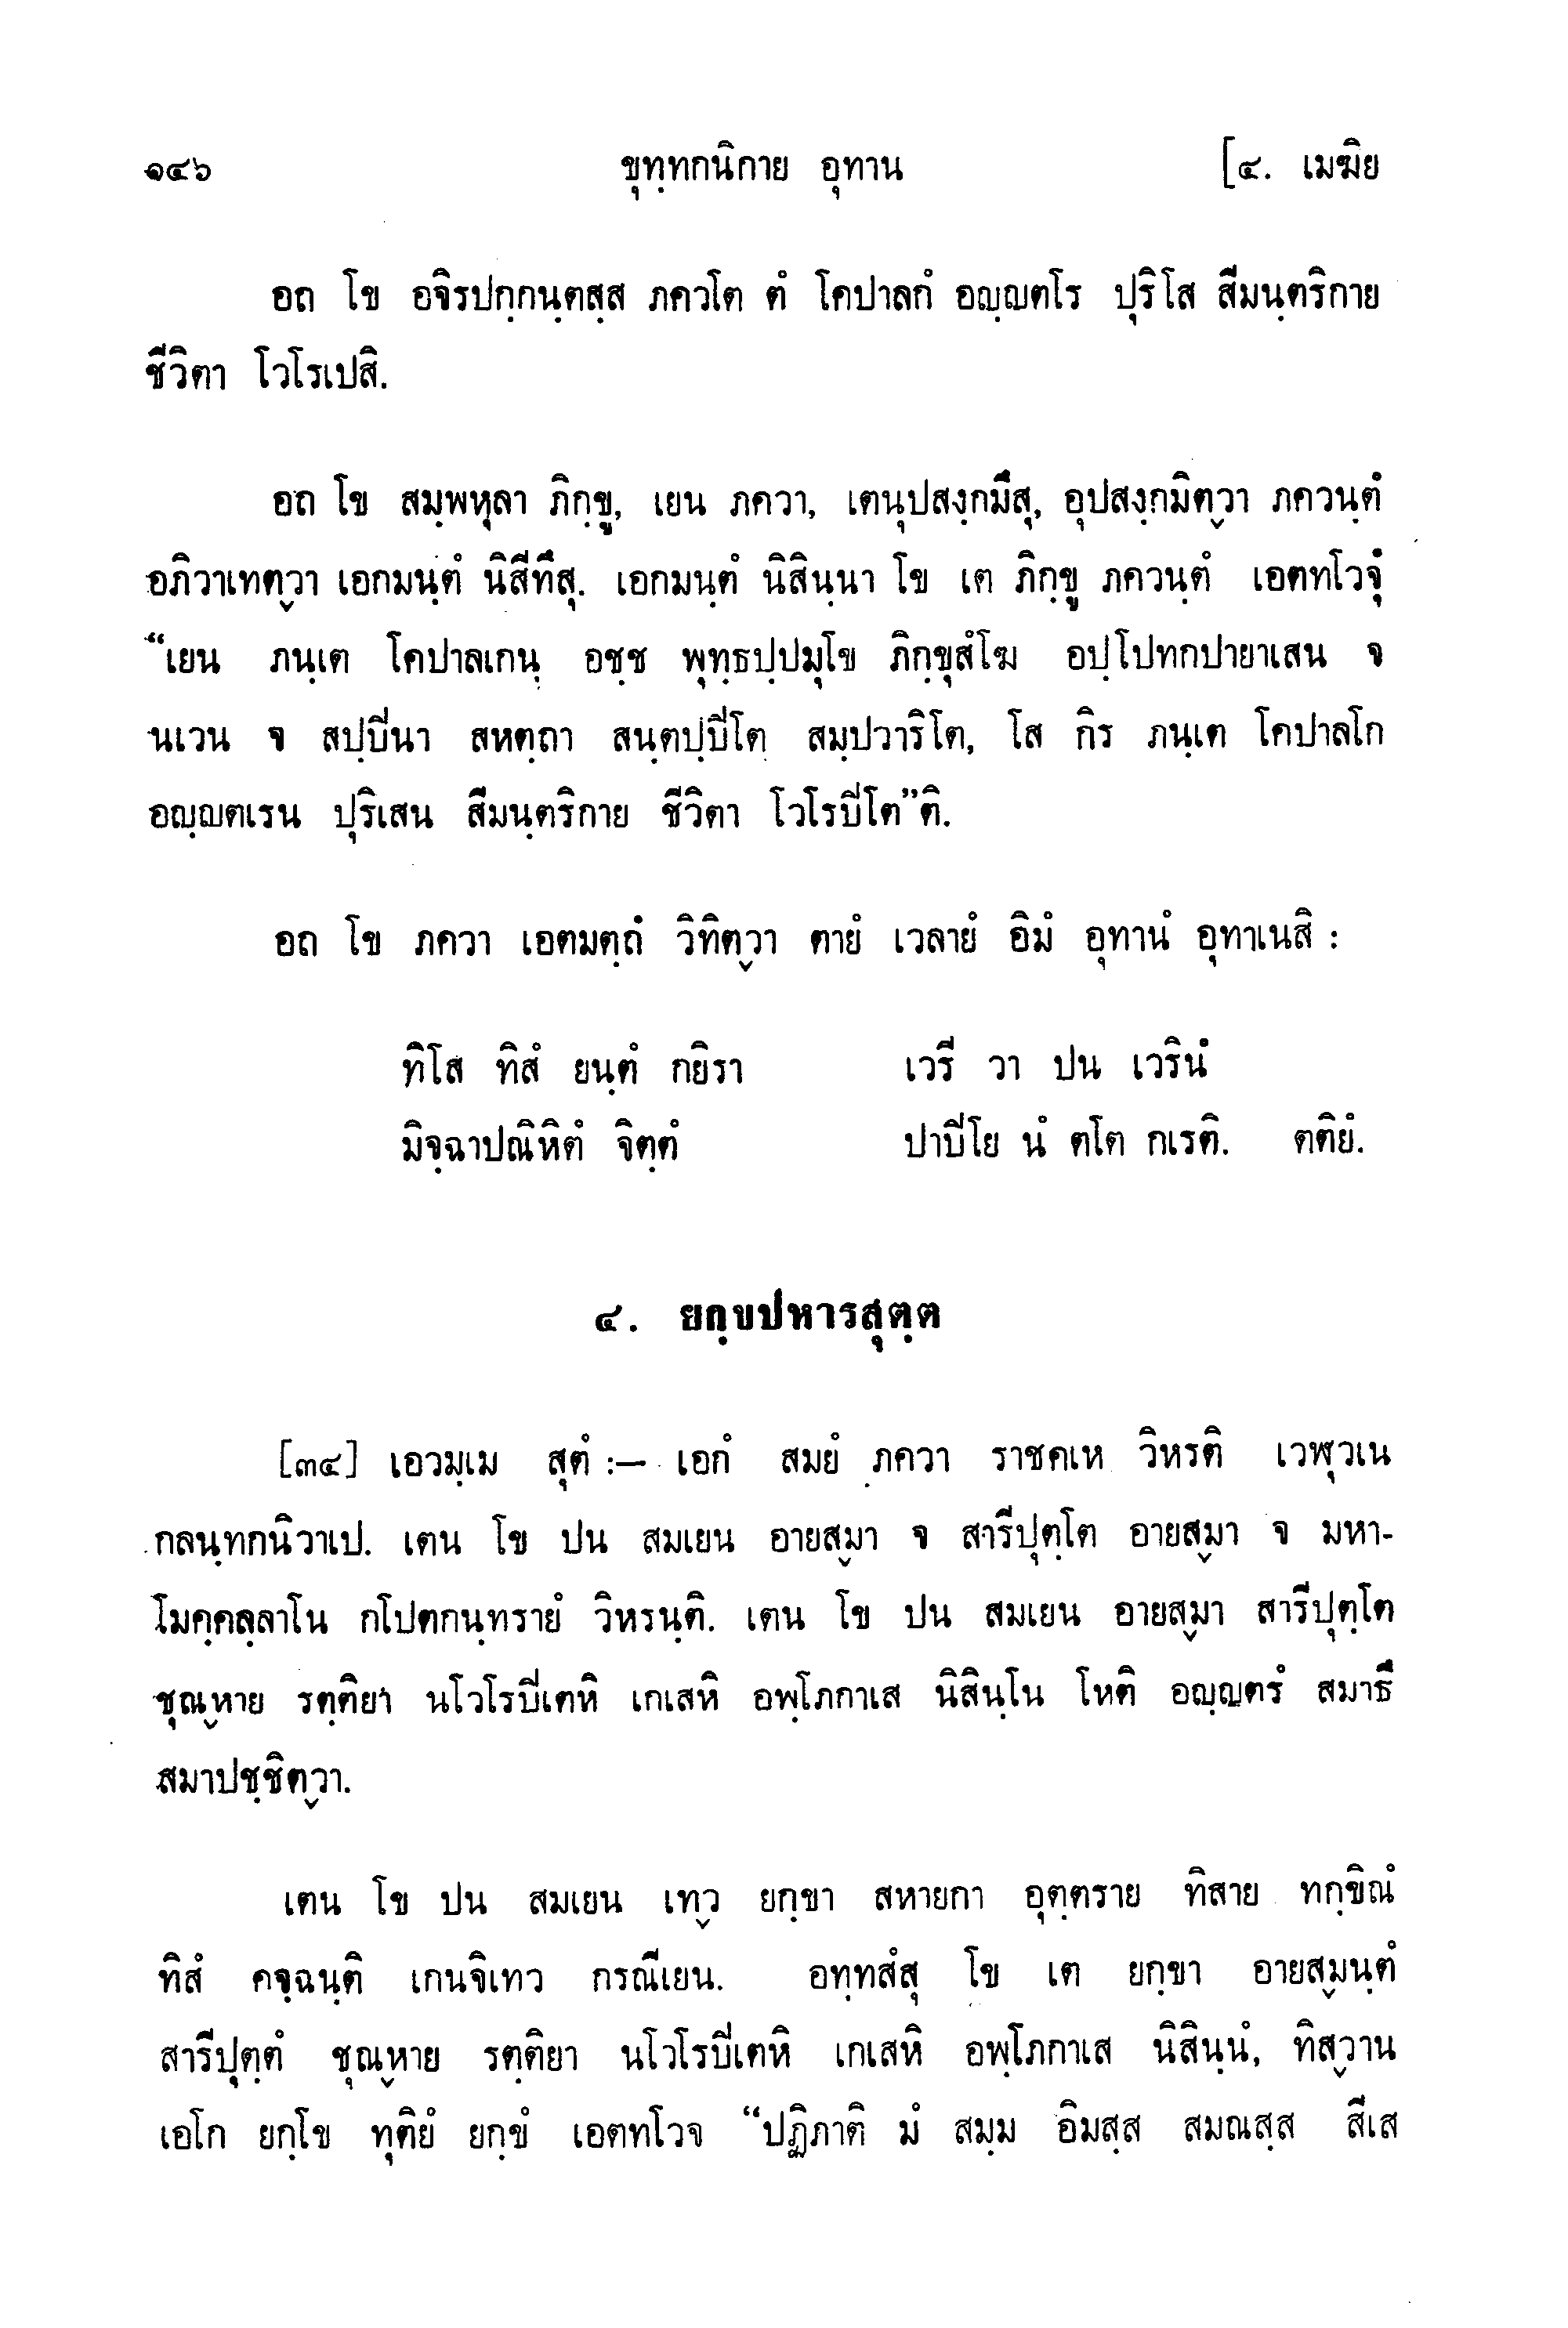 ๑๔๖ ขุทฺทกนิกาย อุทาน [๔. เมฆิย
อถ โข อจิรปกฺกนฺตสฺส ภควโต ตํ โคปาลกํ อญฺญตโร ปุริโส สีมนฺตริกาย
ชีวิตา โวโรเปสิ.
อถ โข สมฺพหุลา ภิกฺขู, เยน ภควา, เตนุปสงฺกมึสุ, อุปสงฺกมิตฺวา ภควนฺตํ
อภิวาเทตฺวา เอกมนฺตํ นิสีทึสุ. เอกมนฺตํ นิสินฺนา โข เต ภิกฺขู ภควนฺตํ เอตทโวจุํ
“เยน ภนฺเต โคปาลเกน อชฺช พุทฺธปฺปมุโข ภิกฺขุสํโฆ อปฺโปทกปายาเสน จ
นเวน จ สปฺปินา สหตฺถา สนฺตปฺปิโต สมฺปวาริโต, โส กิร ภนฺเต โคปาลโก
อญฺญตเรน ปุริเสน สีมนฺตริกาย ชีวิตา โวโรปิโต”ติ.
อถ โข ภควา เอตมตฺถํ วิทิตฺวา ตายํ เวลายํ อิมํ อุทานํ อุทาเนสิ :
ทิโส ทิสํ ยนฺตํ กยิรา เวรี วา ปน เวรินํ
มิจฺฉาปณิหิตํ จิตฺตํ ปาปิโย นํ ตโต กเรติ. ตติยํ.
๔. ยกฺขปหารสุตฺต
[๓๔] เอวมฺเม สุตํ :— เอกํ สมยํ ภควา ราชคเห วิหรติ เวฬุวเน
กลนฺทกนิวาเป. เตน โข ปน สมเยน อายสฺมา จ สารีปุตฺโต อายสฺมา จ มหา-
โมคฺคลฺลาโน กโปตกนฺทรายํ วิหรนฺติ. เตน โข ปน สมเยน อายสฺมา สารีปุตฺโต
ชุณฺหาย รตฺติยา นโวโรปิเตหิ เกเสหิ อพฺโภกาเส นิสินฺโน โหติ อญฺญตรํ สมาธึ
สมาปชฺชิตฺวา.
เตน โข ปน สมเยน เทฺว ยกฺขา สหายกา อุตฺตราย ทิสาย ทกฺขิณํ
ทิสํ คจฺฉนฺติ เกนจิเทว กรณีเยน. อทฺทสํสุ โข เต ยกฺขา อายสฺมนฺตํ
สารีปุตฺตํ ชุณฺหาย รตฺติยา นโวโรปิเตหิ เกเสหิ อพฺโภกาเส นิสินฺนํ, ทิสฺวาน
เอโก ยกฺโข ทุติยํ ยกฺขํ เอตทโวจ “ปฏิภาติ มํ สมฺม อิมสฺส สมณสฺส สีเส